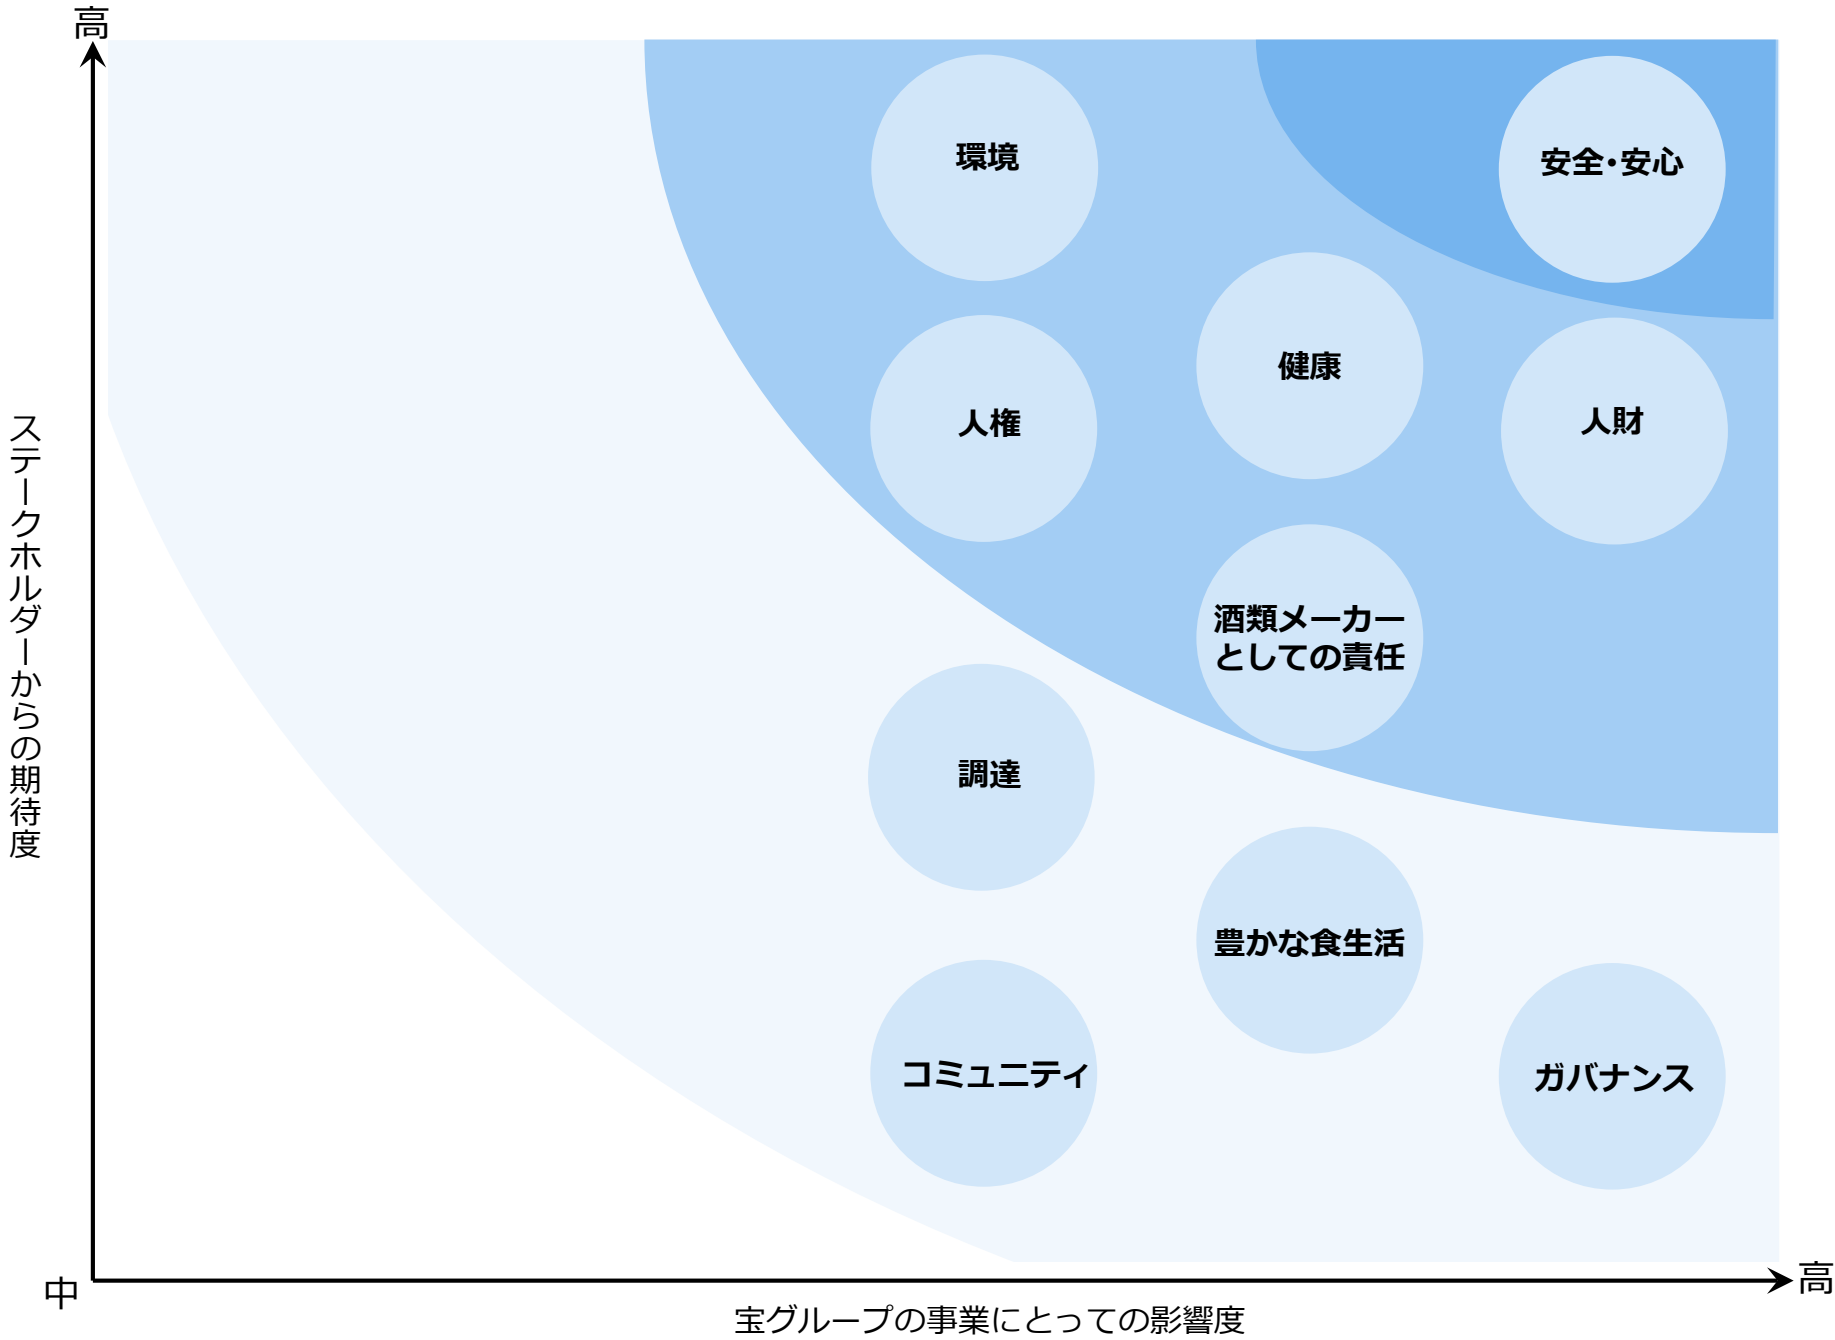 高
ステークホルダーからの期待度
環境
安全・安心
健康
人権
人財
酒類メーカー
としての責任
調達
豊かな食生活
コミュニティ
ガバナンス
中
高
宝グループの事業にとっての影響度